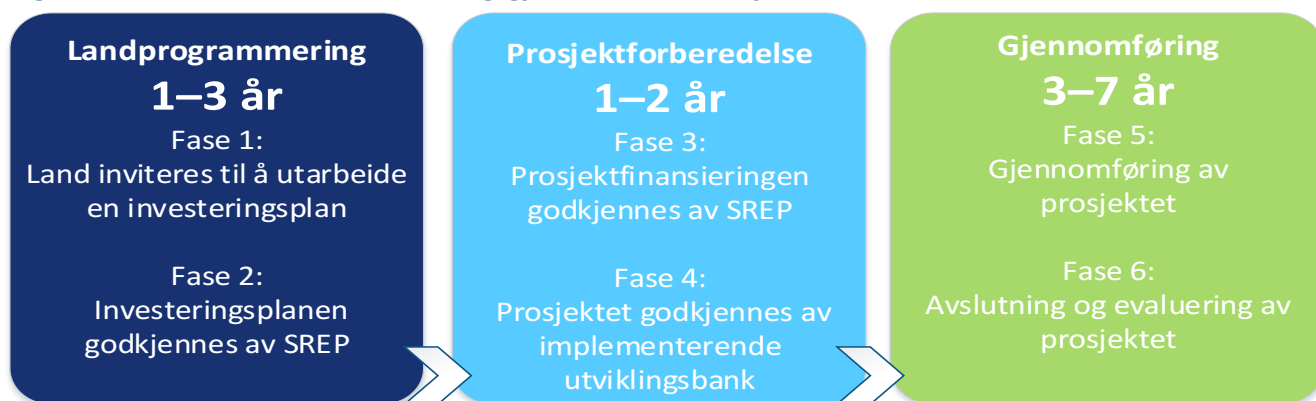 Landprogrammering
1–3 år
Fase 1:
Land inviteres til å utarbeide
en investeringsplan
Fase 2:
Investeringsplanen
godkjennes av SREP
Prosjektforberedelse
1–2 år
Fase 3:
Prosjektfinansieringen
godkjennes av SREP
Fase 4:
Prosjektet godkjennes av
implementerende
utviklingsbank
Gjennomføring
3–7 år
Fase 5:
Gjennomføring av
prosjektet
Fase 6:
Avslutning og evaluering av
prosjektet